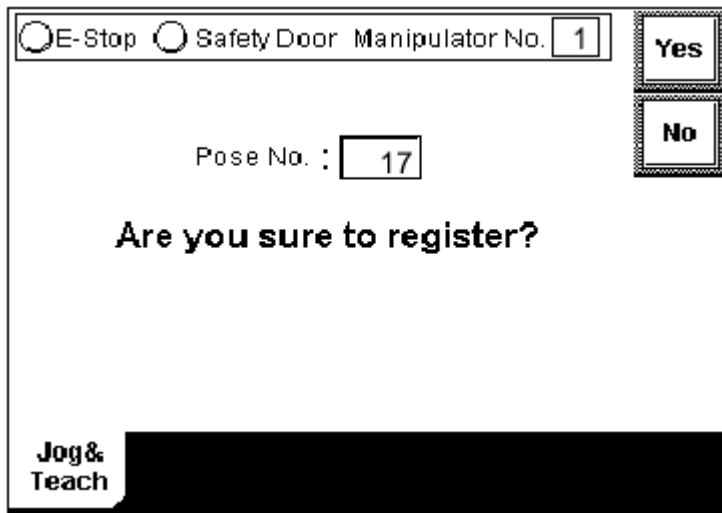 E-Stop Safety Door Manipulator No. 1
Yes
No
Pose No. : 17
Are you sure to register?
Jog&
Teach